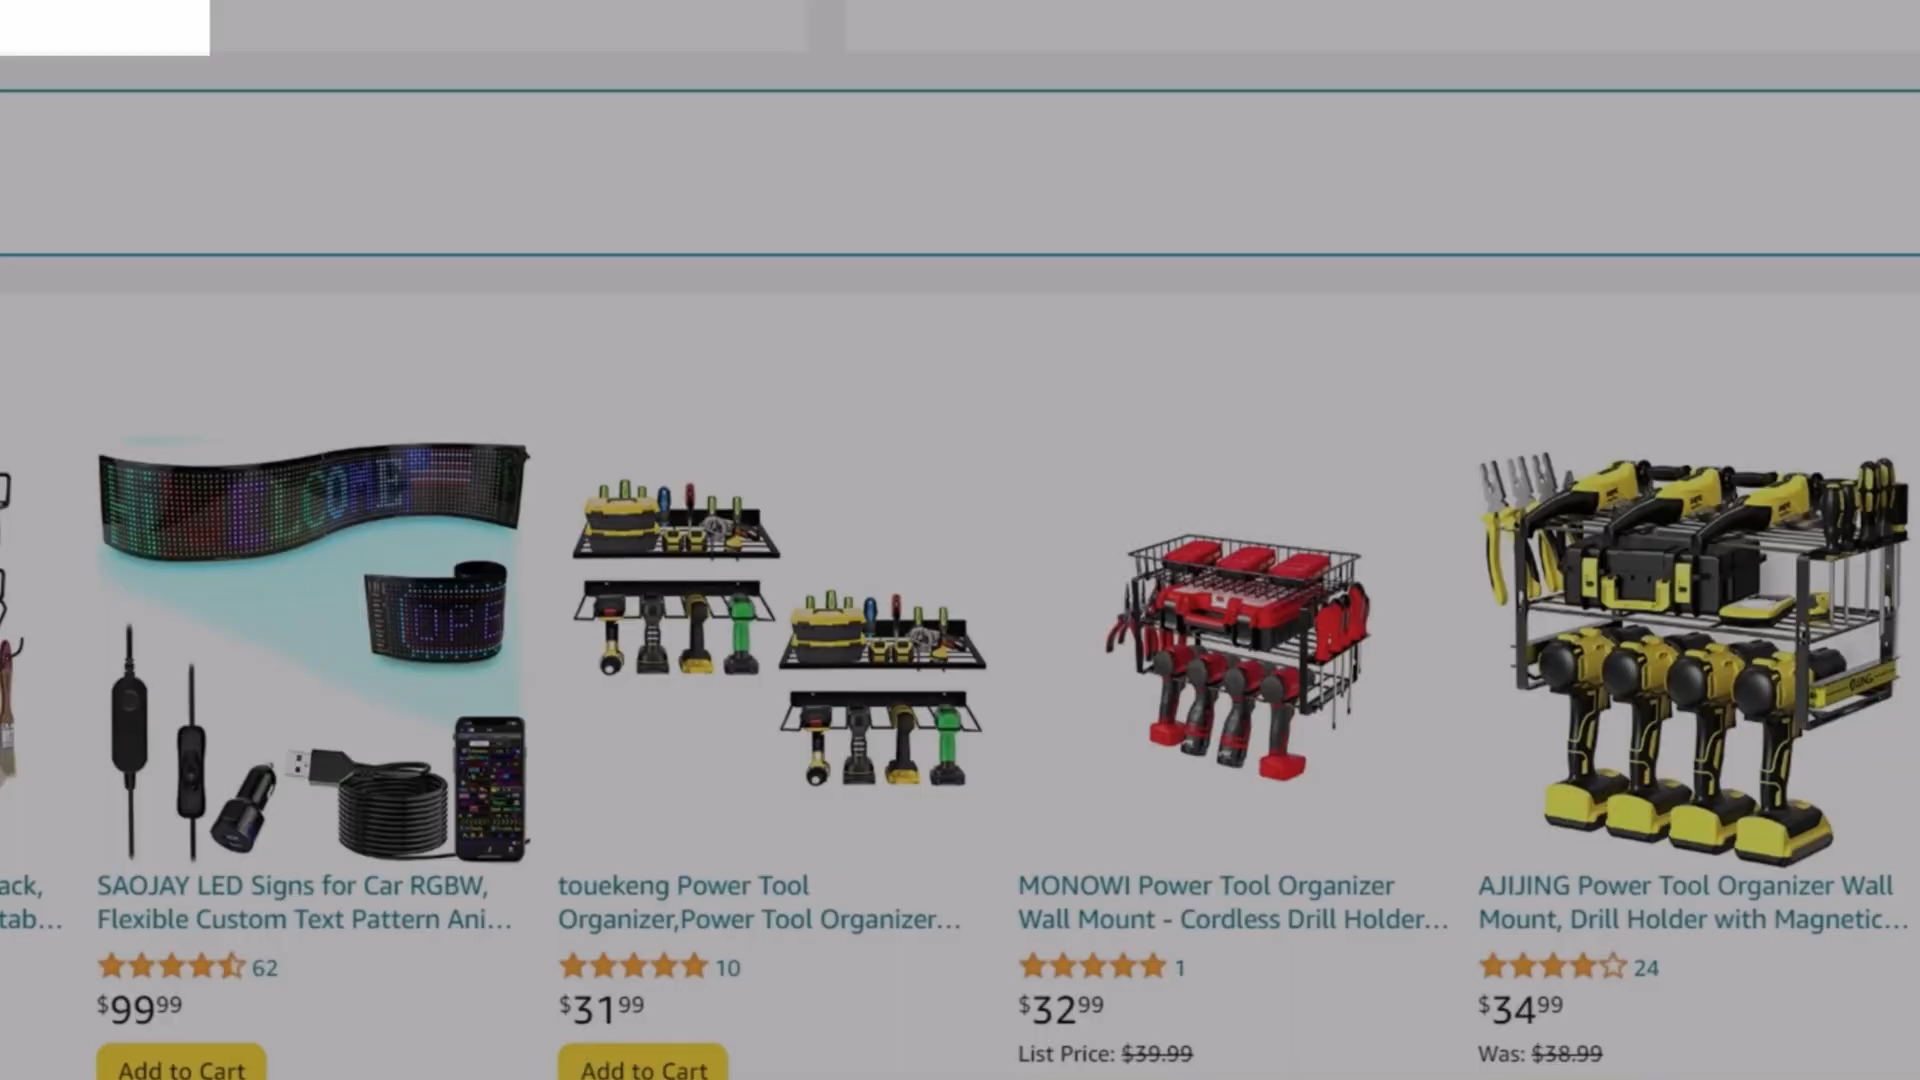 ack,
tab...
SAOJAY LED Signs for Car RGBW,
Flexible Custom Text Pattern Ani...
62
$99.99
Add to Cart
touekeng Power Tool
Organizer,Power Tool Organizer...
10
$31.99
Add to Cart
MONOWI Power Tool Organizer
Wall Mount - Cordless Drill Holder...
1
$32.99
List Price: $39.99
AJIJING Power Tool Organizer Wall
Mount, Drill Holder with Magnetic...
24
$34.99
Was: $38.99